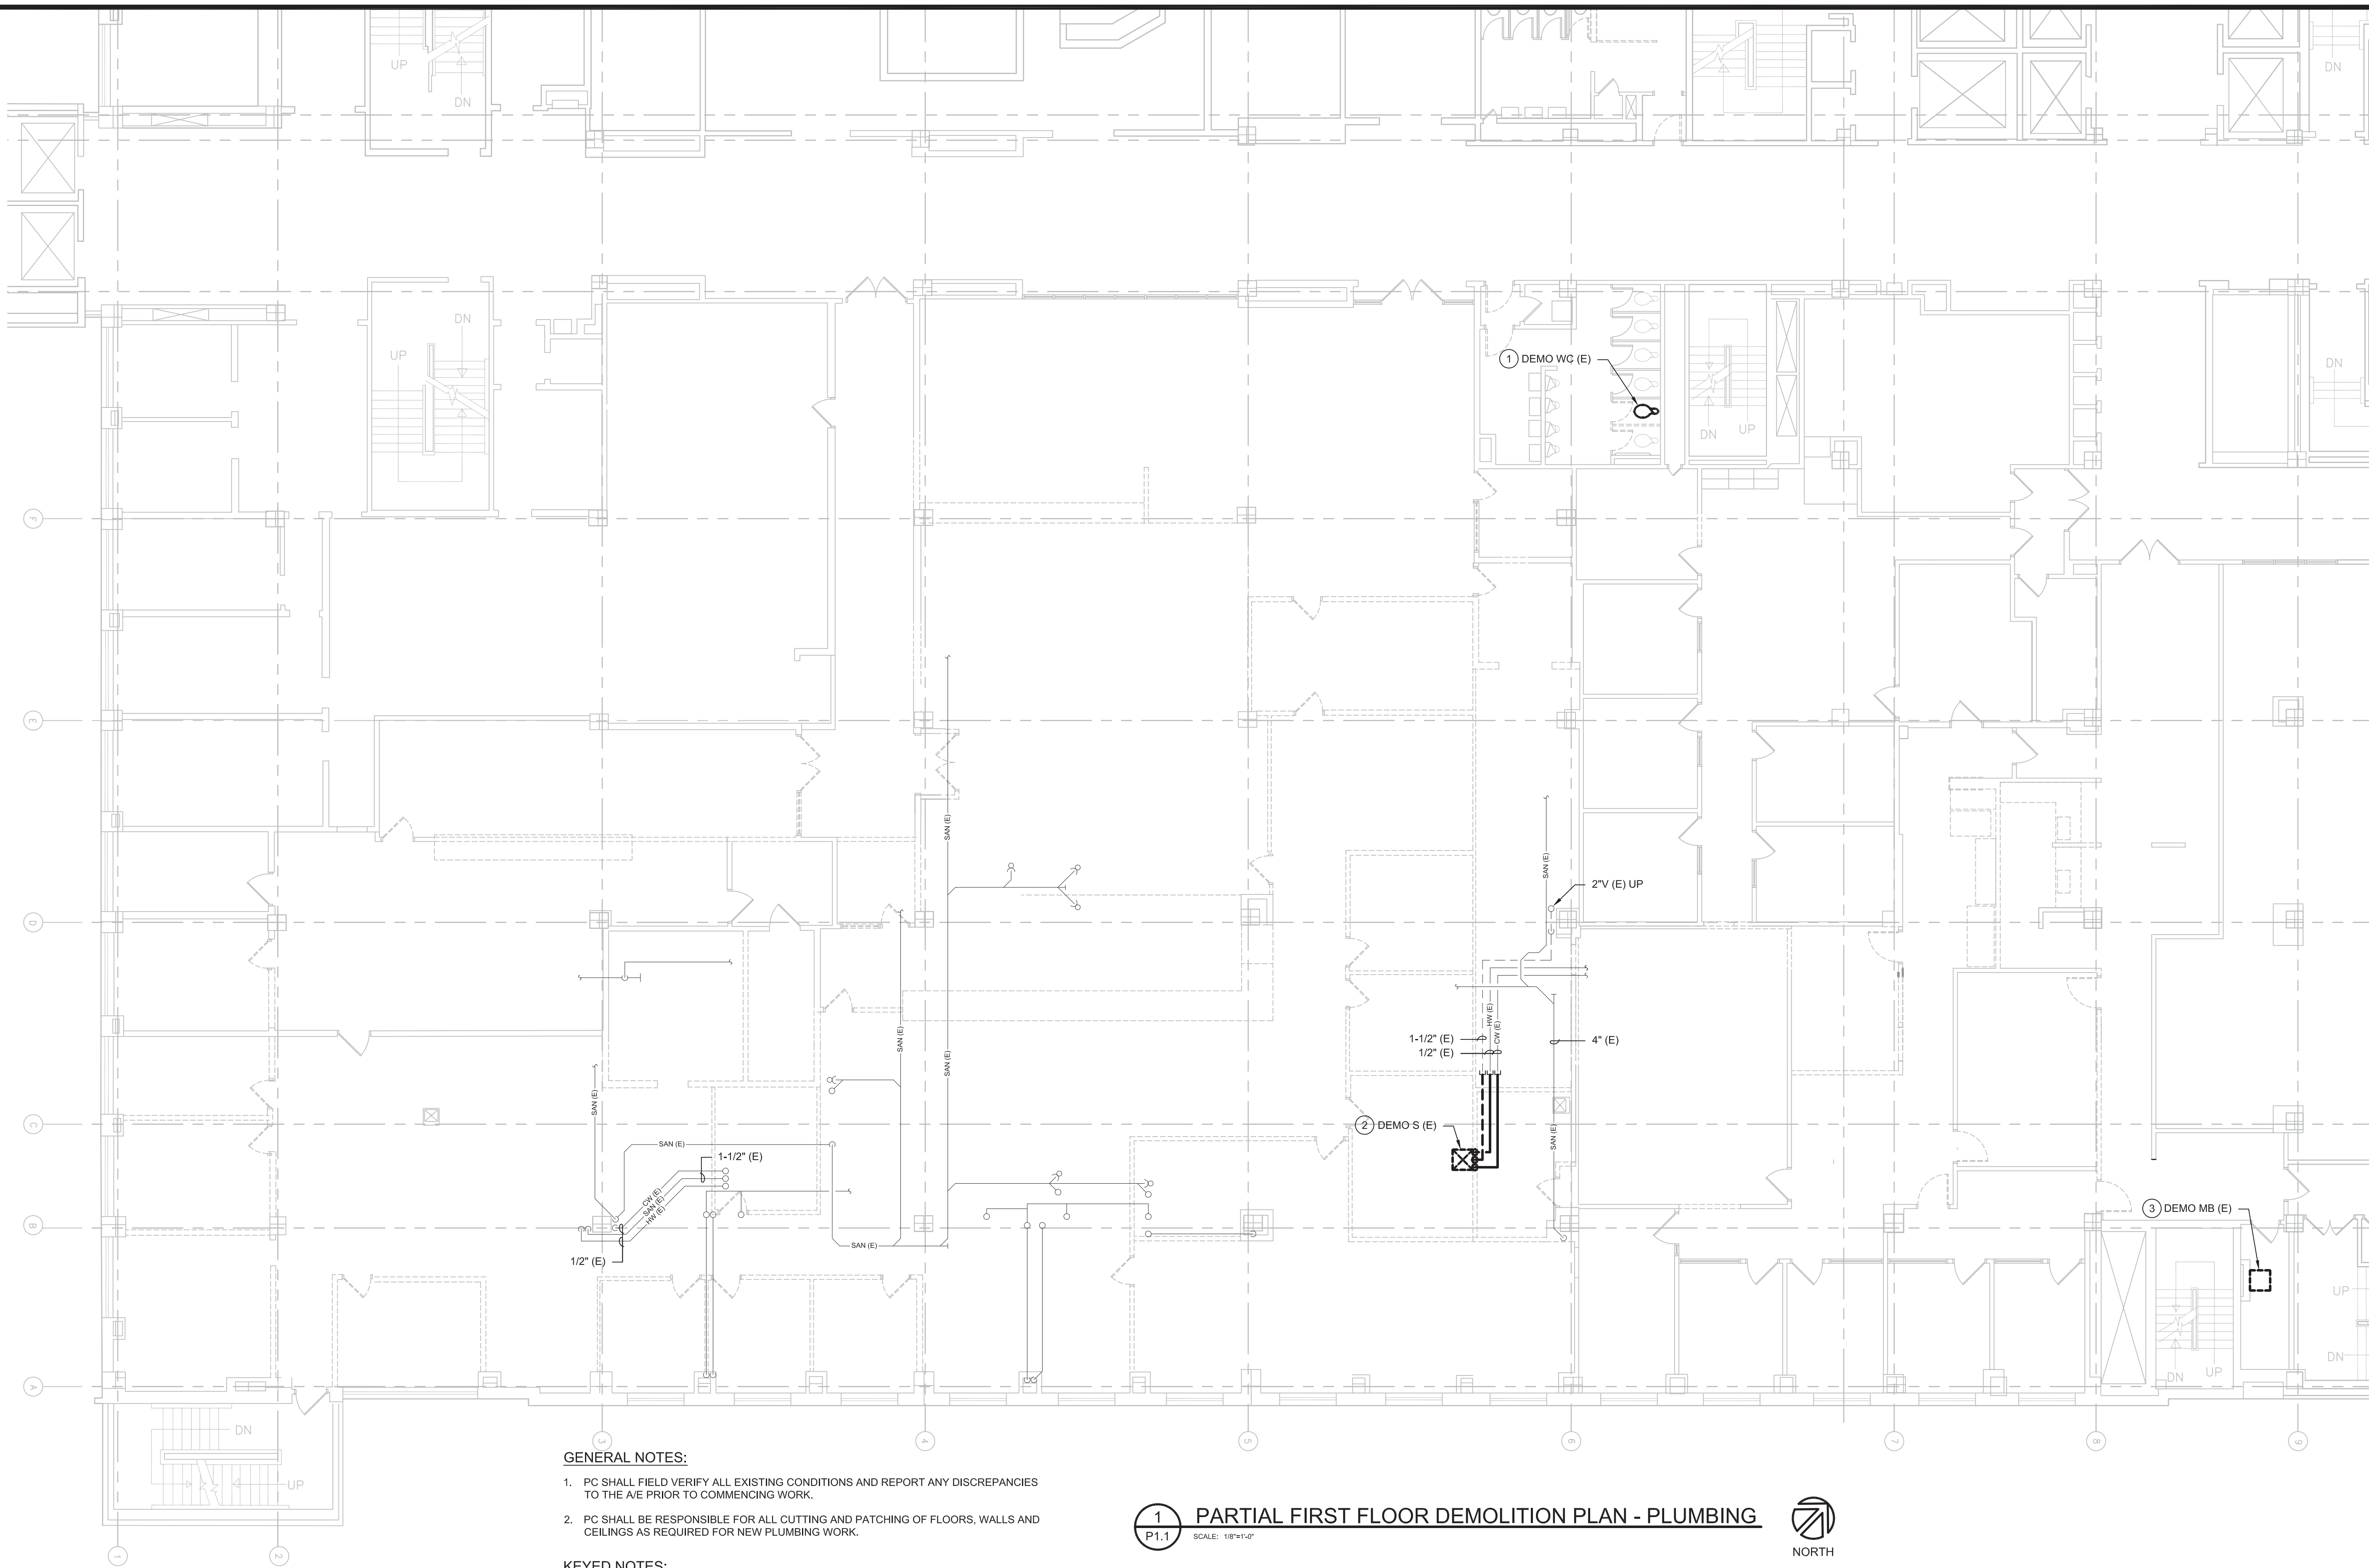 UP
DN
DN
DN
UP
DN
1 DEMO WC (E)
DN
UP
DN
F
E
SAN (E)
SAN (E)
2"V (E) UP
D
SAN (E)
SAN (E)
HW (E)
CW (E)
1-1/2" (E)
1/2" (E)
4" (E)
SAN (E)
C
2 DEMO S (E)
SAN (E)
SAN (E)
1-1/2" (E)
CW (E)
SAN (E)
HW (E)
B
3 DEMO MB (E)
SAN (E)
1/2" (E)
UP
DN
DN
UP
A
DN
UP
3
4
5
6
7
8
9
1
2
GENERAL NOTES:
1. PC SHALL FIELD VERIFY ALL EXISTING CONDITIONS AND REPORT ANY DISCREPANCIES
TO THE A/E PRIOR TO COMMENCING WORK.
2. PC SHALL BE RESPONSIBLE FOR ALL CUTTING AND PATCHING OF FLOORS, WALLS AND
CEILINGS AS REQUIRED FOR NEW PLUMBING WORK.
KEYED NOTES:
1
P1.1
PARTIAL FIRST FLOOR DEMOLITION PLAN - PLUMBING
SCALE: 1/8"=1'-0"
NORTH